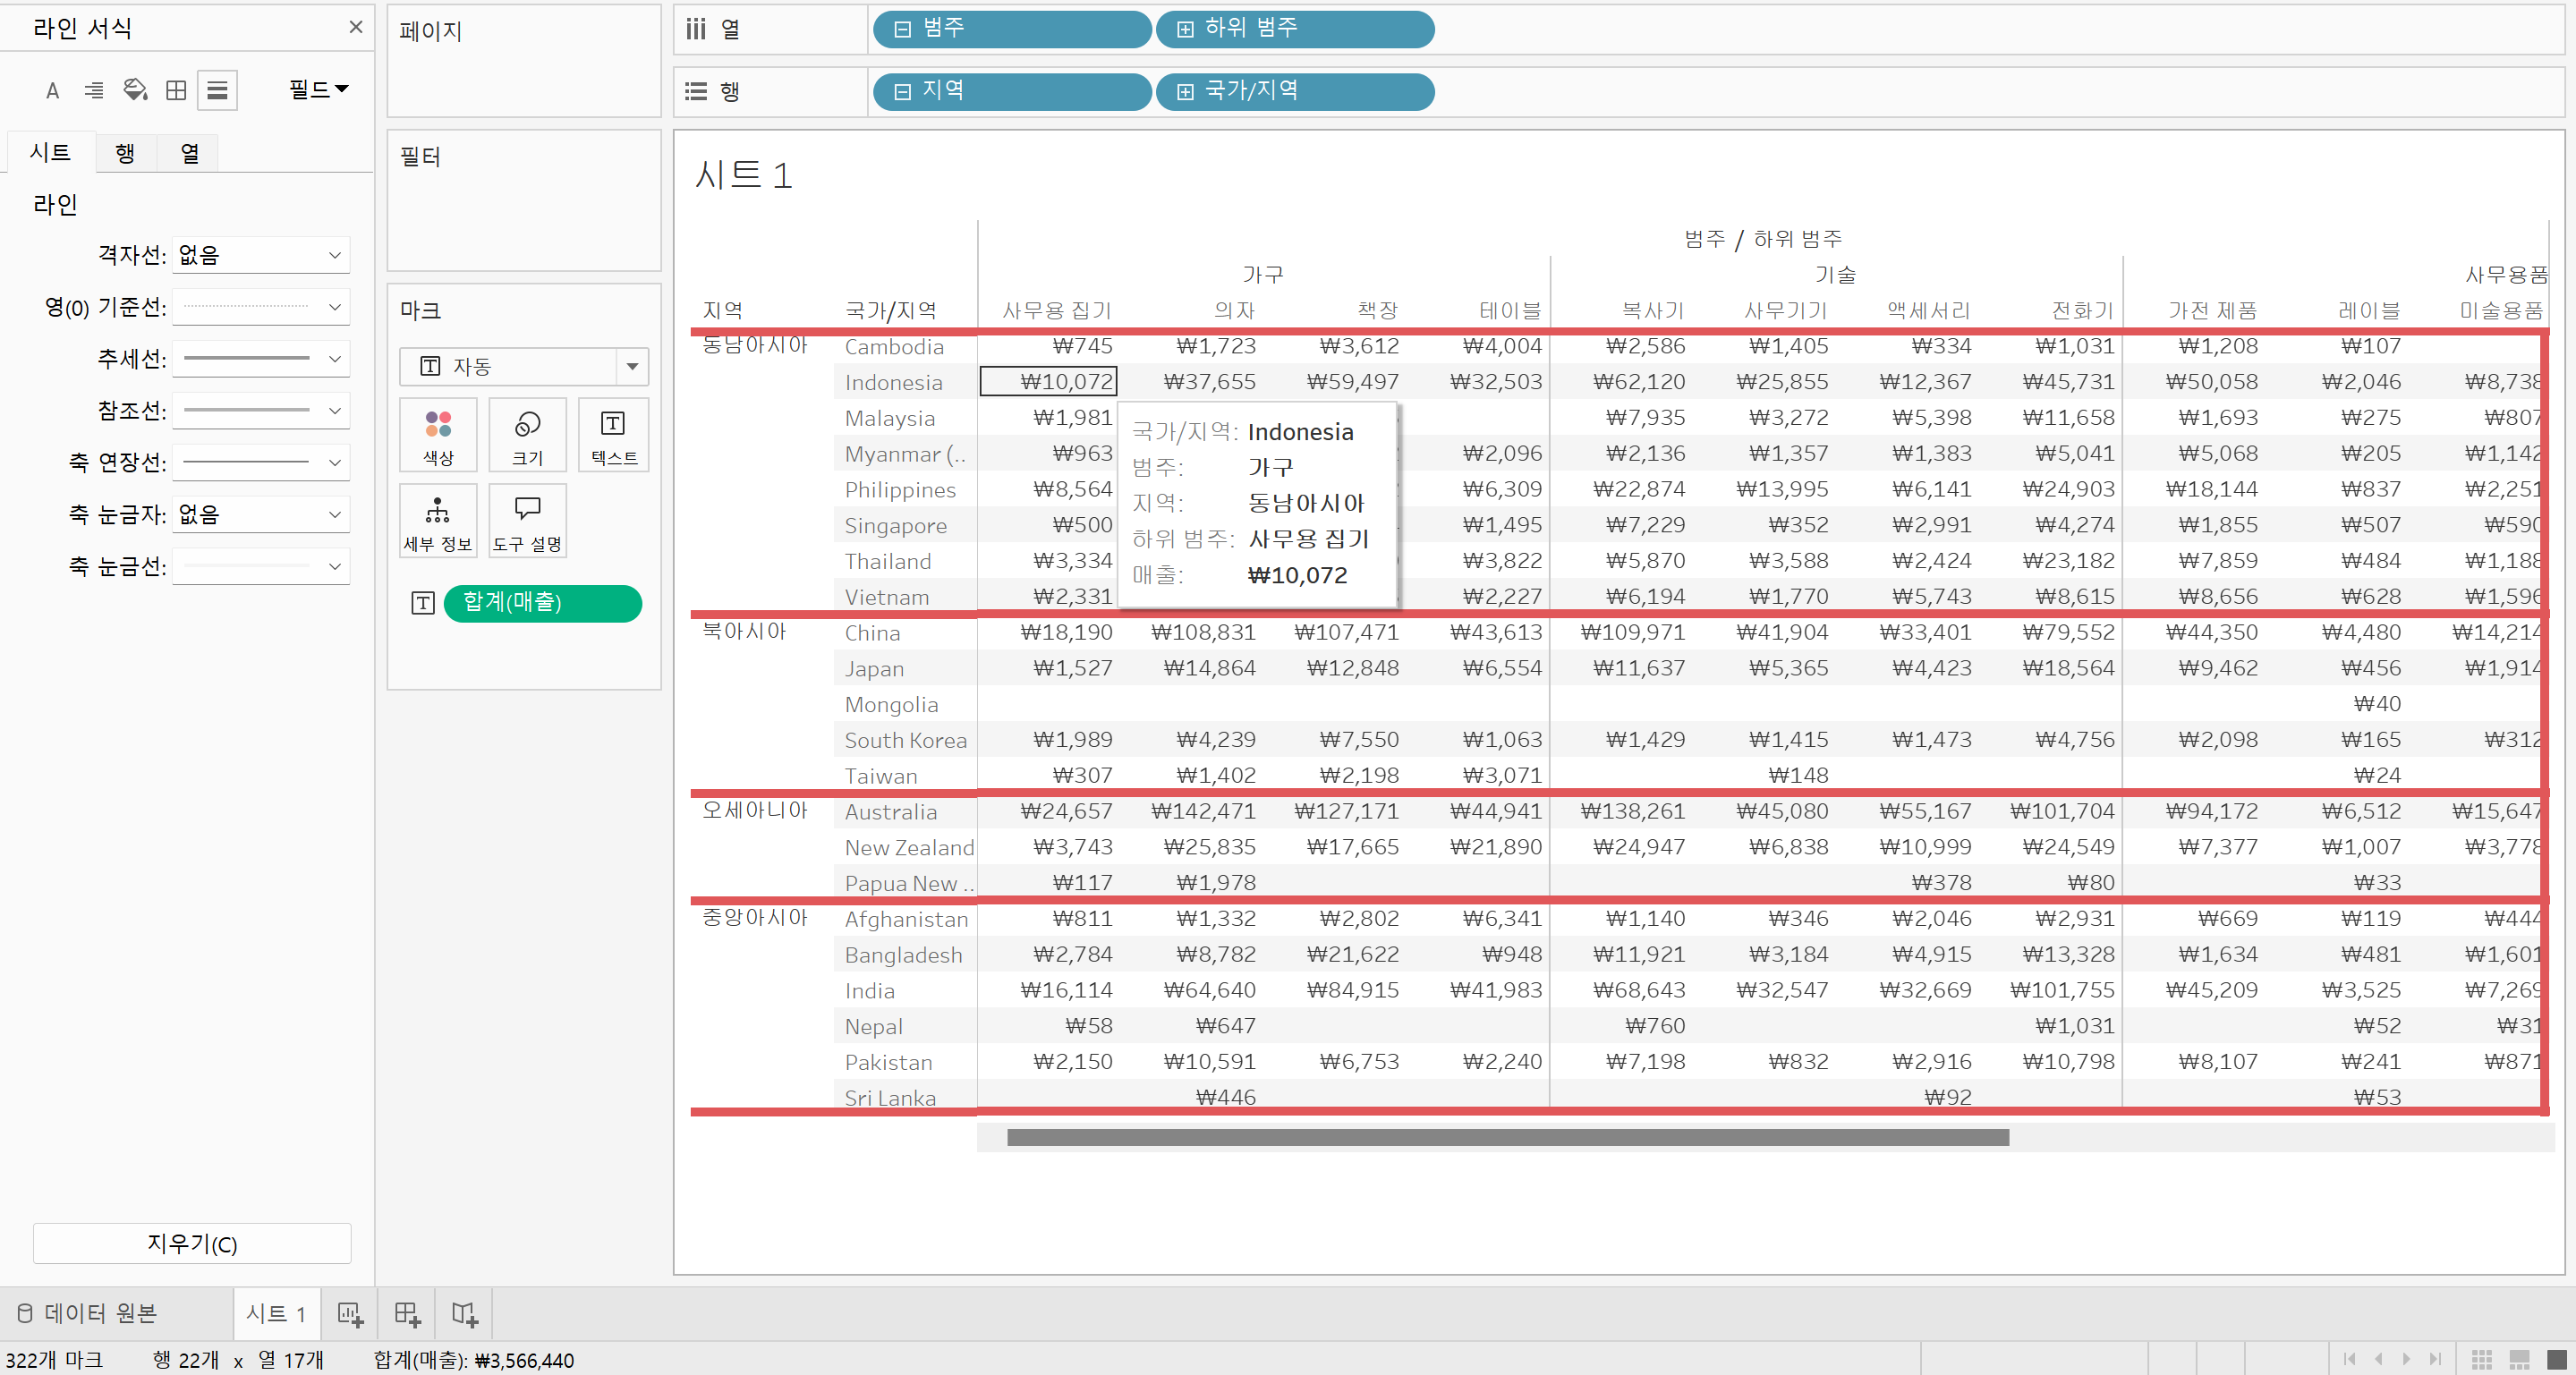 라인 서식
필드
시트 행 열
라인
격자선: 없음
영(0) 기준선:
추세선:
참조선:
축 연장선:
축 눈금자: 없음
축 눈금선:
지우기(C)
페이지
필터
마크
자동
색상 크기 텍스트
세부 정보 도구 설명
합계(매출)
열 범주 하위 범주
행 지역 국가/지역
시트 1
범주 / 하위 범주
가구 기술 사무용품
지역 국가/지역 사무용 집기 의자 책장 테이블 복사기 사무기기 액세서리 전화기 가전 제품 레이블 미술용품
동남아시아 Cambodia ₩745 ₩1,723 ₩3,612 ₩4,004 ₩2,586 ₩1,405 ₩334 ₩1,031 ₩1,208 ₩107
Indonesia ₩10,072 ₩37,655 ₩59,497 ₩32,503 ₩62,120 ₩25,855 ₩12,367 ₩45,731 ₩50,058 ₩2,046 ₩8,738
Malaysia ₩1,981 ₩7,935 ₩3,272 ₩5,398 ₩11,658 ₩1,693 ₩275 ₩807
Myanmar (.. ₩963 ₩2,096 ₩2,136 ₩1,357 ₩1,383 ₩5,041 ₩5,068 ₩205 ₩1,142
Philippines ₩8,564 ₩6,309 ₩22,874 ₩13,995 ₩6,141 ₩24,903 ₩18,144 ₩837 ₩2,251
Singapore ₩500 ₩1,495 ₩7,229 ₩352 ₩2,991 ₩4,274 ₩1,855 ₩507 ₩590
Thailand ₩3,334 ₩3,822 ₩5,870 ₩3,588 ₩2,424 ₩23,182 ₩7,859 ₩484 ₩1,188
Vietnam ₩2,331 ₩2,227 ₩6,194 ₩1,770 ₩5,743 ₩8,615 ₩8,656 ₩628 ₩1,596
국가/지역: Indonesia
범주: 가구
지역: 동남아시아
하위 범주: 사무용 집기
매출: ₩10,072
북아시아 China ₩18,190 ₩108,831 ₩107,471 ₩43,613 ₩109,971 ₩41,904 ₩33,401 ₩79,552 ₩44,350 ₩4,480 ₩14,214
Japan ₩1,527 ₩14,864 ₩12,848 ₩6,554 ₩11,637 ₩5,365 ₩4,423 ₩18,564 ₩9,462 ₩456 ₩1,914
Mongolia ₩40
South Korea ₩1,989 ₩4,239 ₩7,550 ₩1,063 ₩1,429 ₩1,415 ₩1,473 ₩4,756 ₩2,098 ₩165 ₩312
Taiwan ₩307 ₩1,402 ₩2,198 ₩3,071 ₩148 ₩24
오세아니아 Australia ₩24,657 ₩142,471 ₩127,171 ₩44,941 ₩138,261 ₩45,080 ₩55,167 ₩101,704 ₩94,172 ₩6,512 ₩15,647
New Zealand ₩3,743 ₩25,835 ₩17,665 ₩21,890 ₩24,947 ₩6,838 ₩10,999 ₩24,549 ₩7,377 ₩1,007 ₩3,778
Papua New .. ₩117 ₩1,978 ₩378 ₩80 ₩33
중앙아시아 Afghanistan ₩811 ₩1,332 ₩2,802 ₩6,341 ₩1,140 ₩346 ₩2,046 ₩2,931 ₩669 ₩119 ₩444
Bangladesh ₩2,784 ₩8,782 ₩21,622 ₩948 ₩11,921 ₩3,184 ₩4,915 ₩13,328 ₩1,634 ₩481 ₩1,601
India ₩16,114 ₩64,640 ₩84,915 ₩41,983 ₩68,643 ₩32,547 ₩32,669 ₩101,755 ₩45,209 ₩3,525 ₩7,269
Nepal ₩58 ₩647 ₩760 ₩1,031 ₩52 ₩31
Pakistan ₩2,150 ₩10,591 ₩6,753 ₩2,240 ₩7,198 ₩832 ₩2,916 ₩10,798 ₩8,107 ₩241 ₩871
Sri Lanka ₩446 ₩92 ₩53
데이터 원본 시트 1
322개 마크 행 22개 x 열 17개 합계(매출): ₩3,566,440